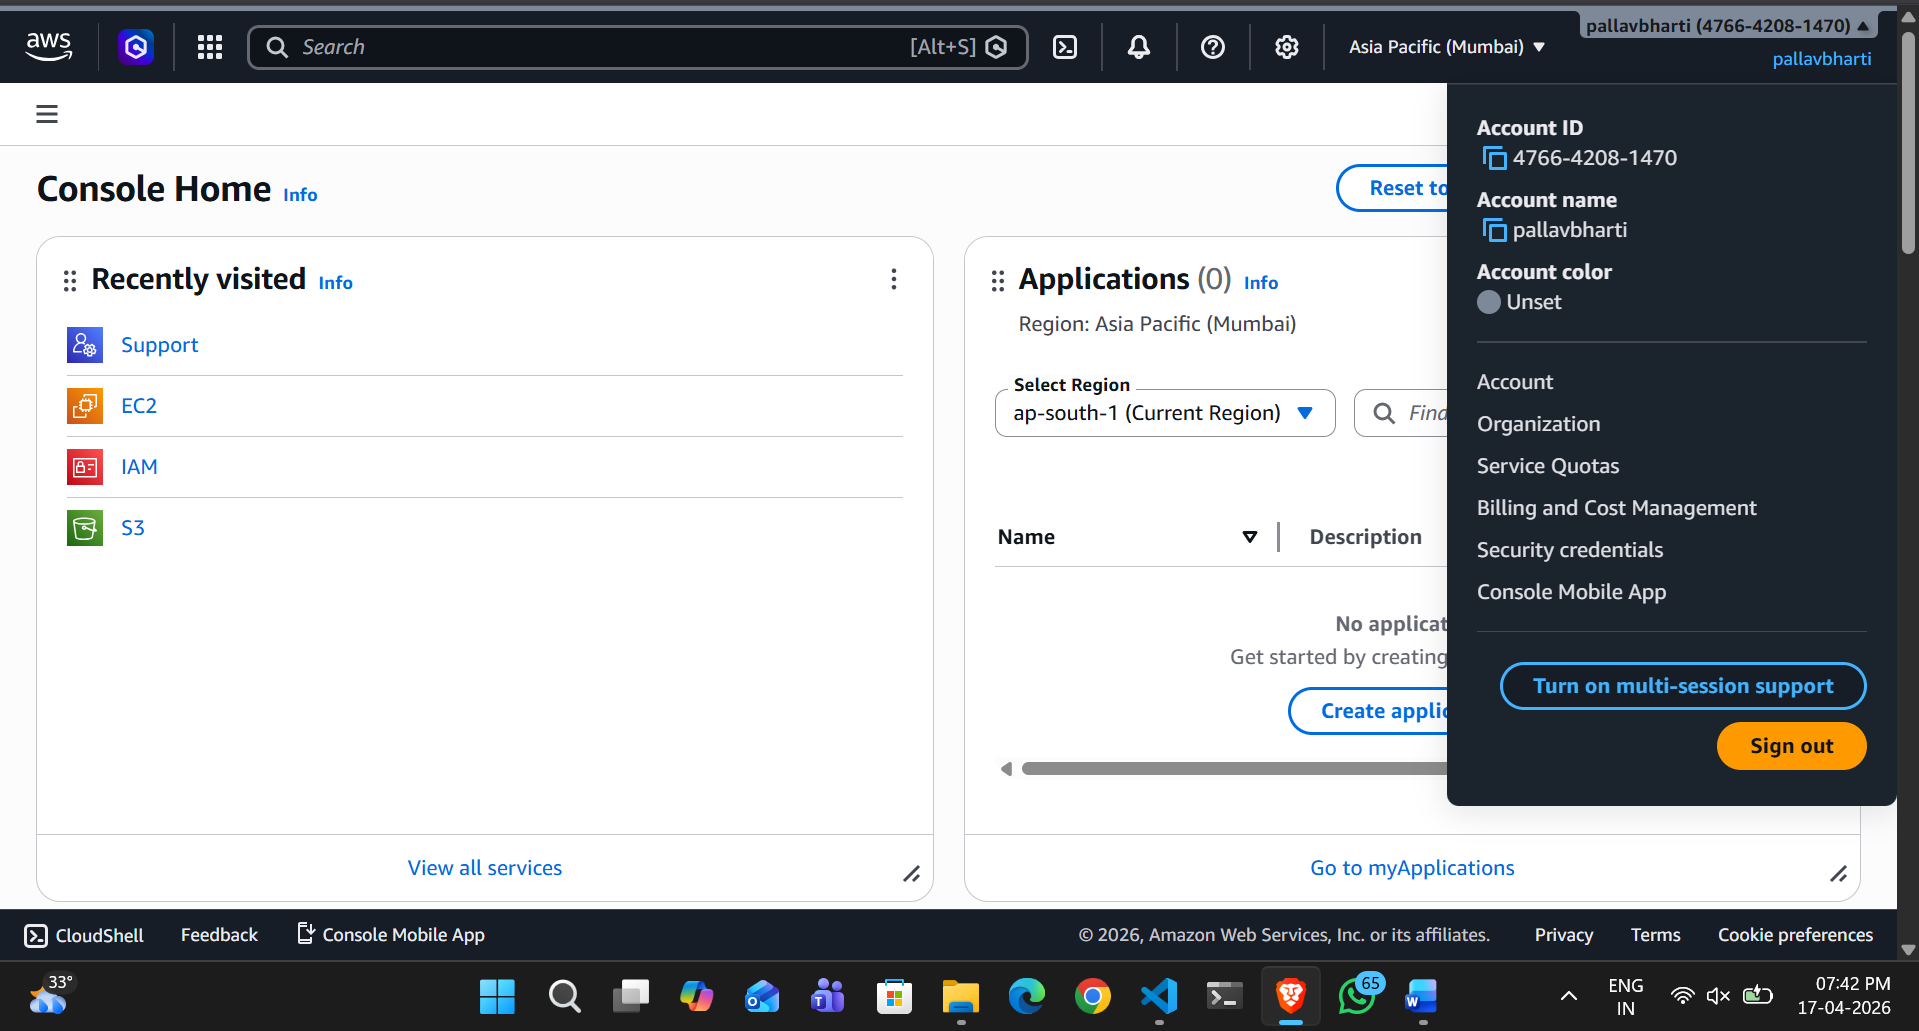 aws
Search
[Alt+S]
Asia Pacific (Mumbai)
pallavbharti (4766-4208-1470)
pallavbharti
Account ID
4766-4208-1470
Account name
pallavbharti
Account color
Unset
Account
Organization
Service Quotas
Billing and Cost Management
Security credentials
Console Mobile App
Turn on multi-session support
Sign out
Console Home Info
Reset to
Recently visited Info
Support
EC2
IAM
S3
View all services
Applications (0) Info
Region: Asia Pacific (Mumbai)
Select Region
ap-south-1 (Current Region)
Find
Name
Description
No applicat
Get started by creating
Create applic
Go to myApplications
CloudShell
Feedback
Console Mobile App
© 2026, Amazon Web Services, Inc. or its affiliates.
Privacy
Terms
Cookie preferences
33°
65
ENG
IN
07:42 PM
17-04-2026